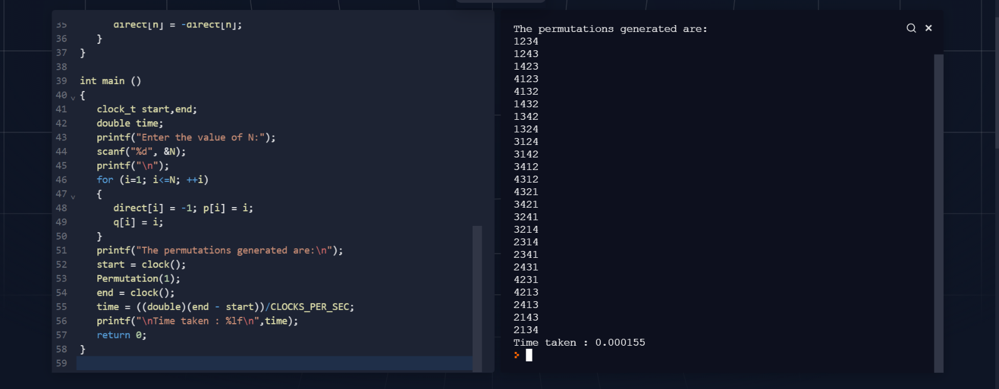 35 direct[n] = -direct[n];
36 }
37 }
38
39 int main ()
40 {
41 clock_t start,end;
42 double time;
43 printf("Enter the value of N:");
44 scanf("%d", &N);
45 printf("\n");
46 for (i=1; i<=N; ++i)
47 {
48 direct[i] = -1; p[i] = i;
49 q[i] = i;
50 }
51 printf("The permutations generated are:\n");
52 start = clock();
53 Permutation(1);
54 end = clock();
55 time = ((double)(end - start))/CLOCKS_PER_SEC;
56 printf("\nTime taken : %lf\n",time);
57 return 0;
58 }
59
The permutations generated are:
1234
1243
1423
4123
4132
1432
1342
1324
3124
3142
3412
4312
4321
3421
3241
3214
2314
2341
2431
4231
4213
2413
2143
2134
Time taken : 0.000155